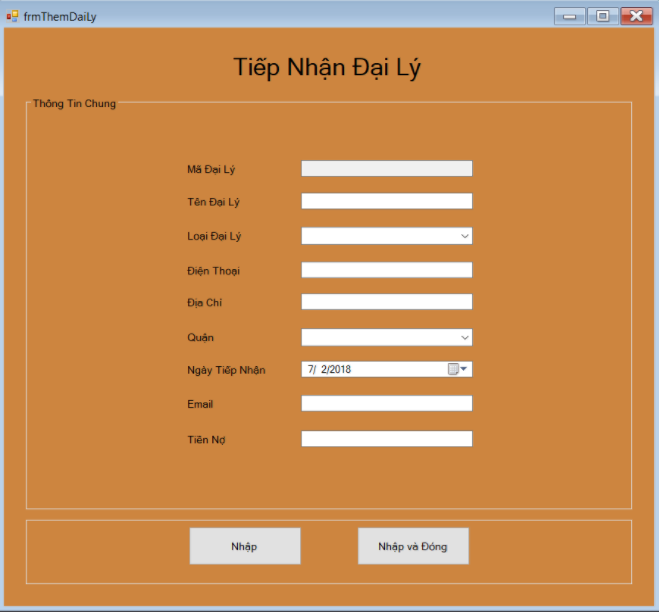 frmThemDaiLy
Tiếp Nhận Đại Lý
Thông Tin Chung
Mã Đại Lý
Tên Đại Lý
Loại Đại Lý
Điện Thoại
Địa Chỉ
Quận
Ngày Tiếp Nhận
7/ 2/2018
Email
Tiền Nợ
Nhập
Nhập và Đóng